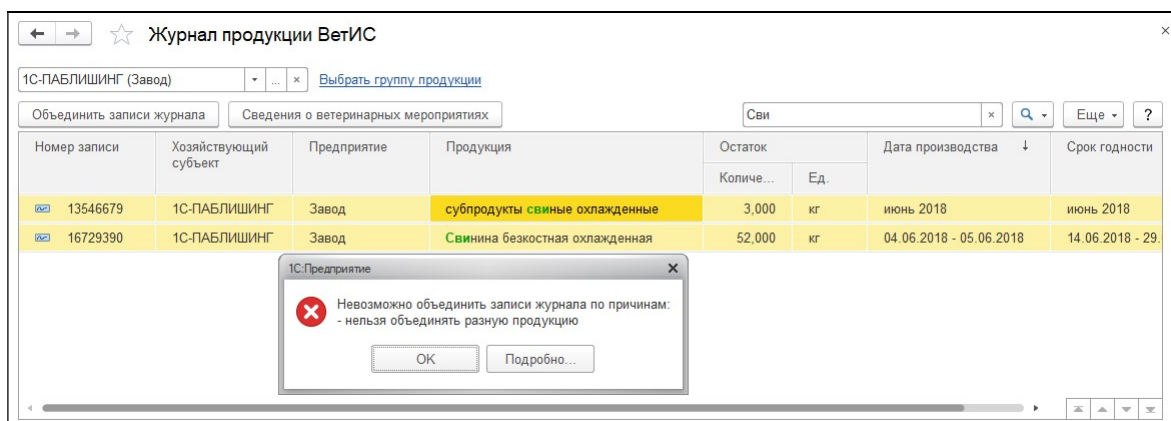 Журнал продукции ВетИС
1С-ПАБЛИШИНГ (Завод) ... Выбрать группу продукции
Объединить записи журнала Сведения о ветеринарных мероприятиях Сви Еще ?
Номер записи Хозяйствующий субъект Предприятие Продукция Остаток Дата производства Срок годности
Количе... Ед.
13546679 1С-ПАБЛИШИНГ Завод субпродукты свиные охлажденные 3,000 кг июнь 2018 июнь 2018
16729390 1С-ПАБЛИШИНГ Завод Свинина безкостная охлажденная 52,000 кг 04.06.2018 - 05.06.2018 14.06.2018 - 29.
1С:Предприятие
Невозможно объединить записи журнала по причинам:
- нельзя объединять разную продукцию
ОК Подробно...